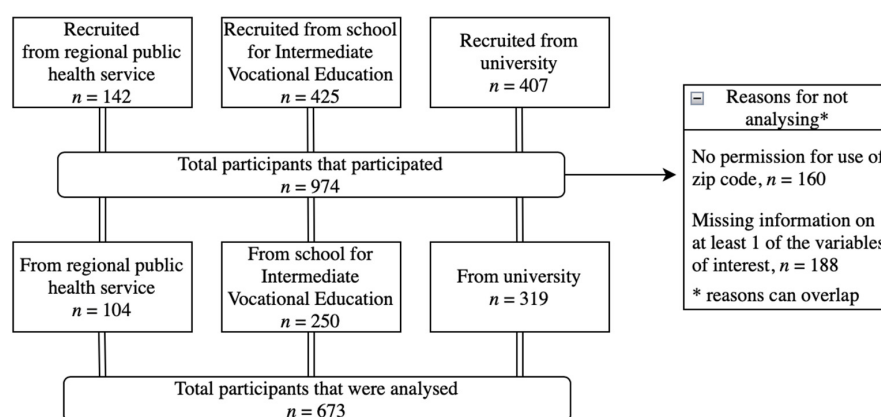 Recruited
from regional public
health service
n = 142
Recruited from school
for Intermediate
Vocational Education
n = 425
Recruited from
university
n = 407
Total participants that participated
n = 974
Reasons for not
analysing*
No permission for use of
zip code, n = 160
Missing information on
at least 1 of the variables
of interest, n = 188
* reasons can overlap
From regional public
health service
n = 104
From school for
Intermediate
Vocational Education
n = 250
From university
n = 319
Total participants that were analysed
n = 673